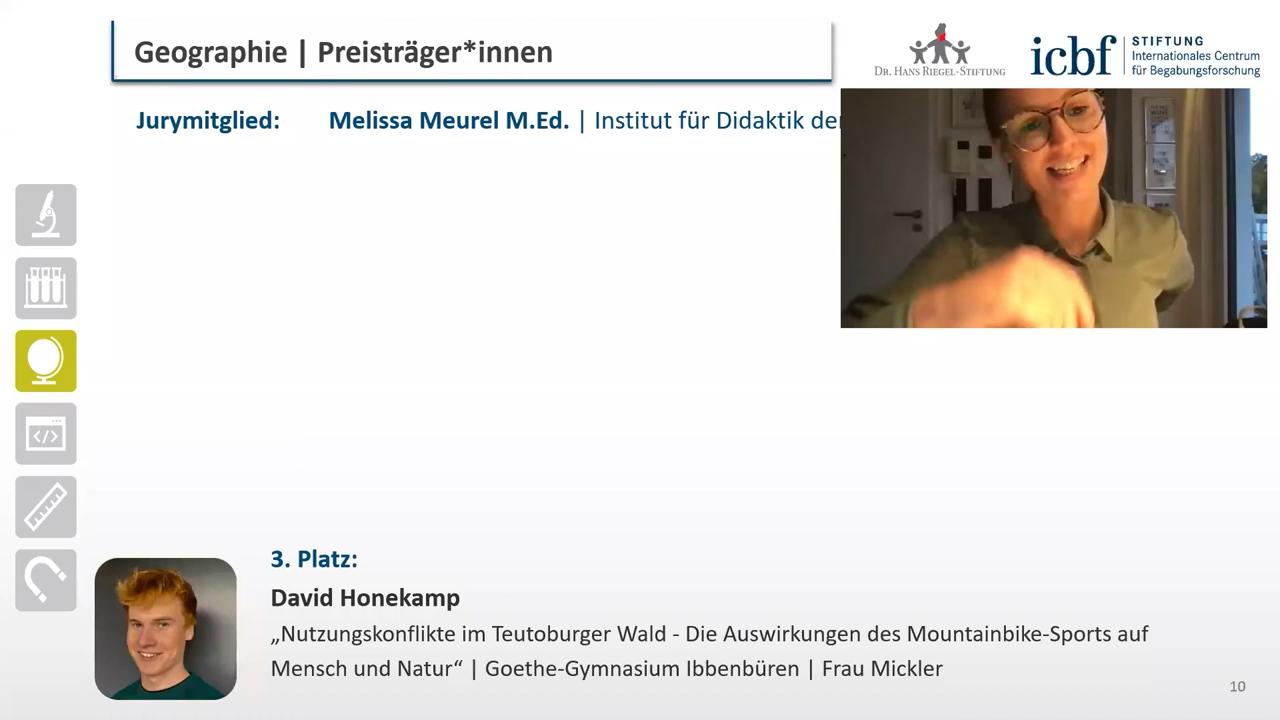 Geographie | Preisträger*innen
DR. HANS RIEGEL-STIFTUNG
icbf
STIFTUNG
Internationales Centrum
für Begabungsforschung
Jurymitglied: Melissa Meurel M.Ed. | Institut für Didaktik der
</>
3. Platz:
David Honekamp
„Nutzungskonflikte im Teutoburger Wald - Die Auswirkungen des Mountainbike-Sports auf
Mensch und Natur“ | Goethe-Gymnasium Ibbenbüren | Frau Mickler
10